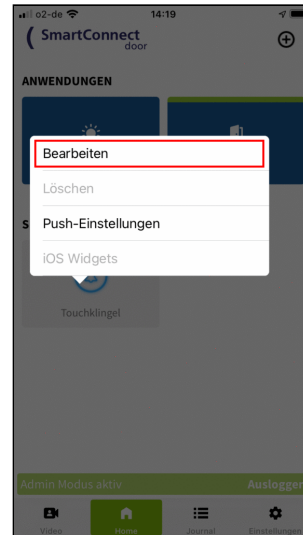 o2-de 14:19
SmartConnect
door
ANWENDUNGEN
Bearbeiten
Löschen
S
Push-Einstellungen
iOS Widgets
Touchklingel
Admin Modus aktiv Auslogger
Video Home Journal Einstellungen